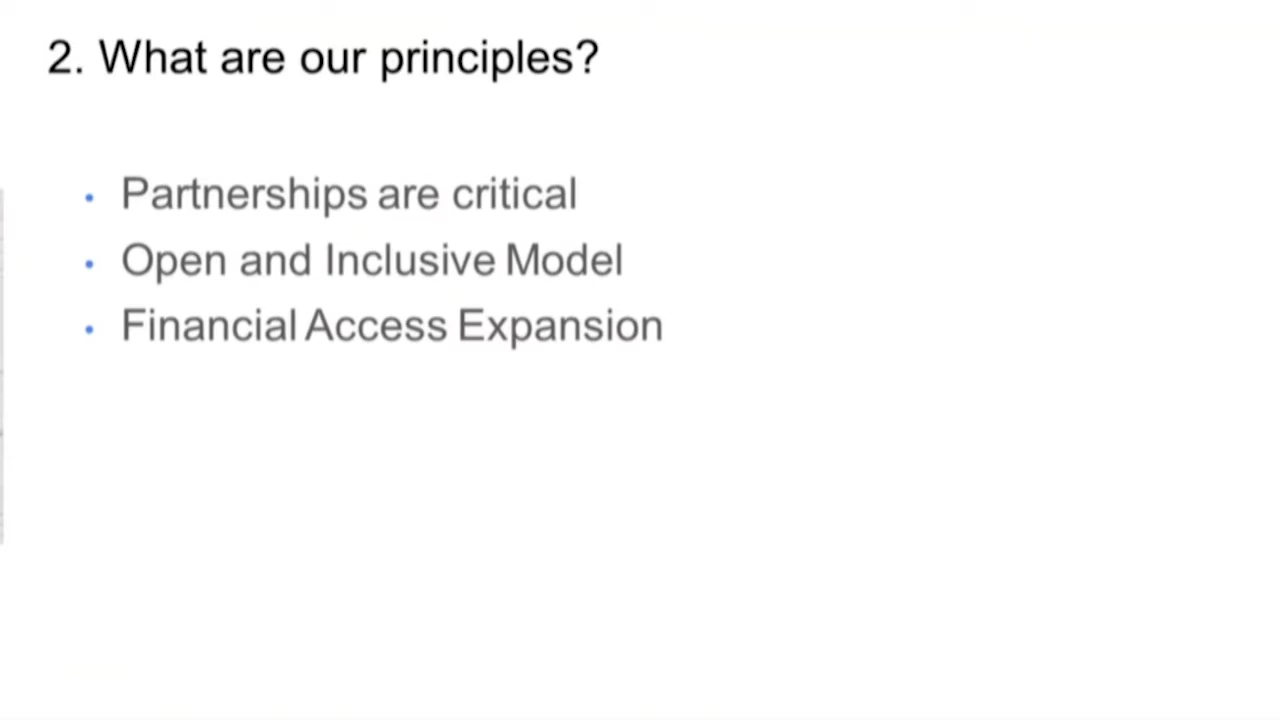 2. What are our principles?
• Partnerships are critical
• Open and Inclusive Model
• Financial Access Expansion